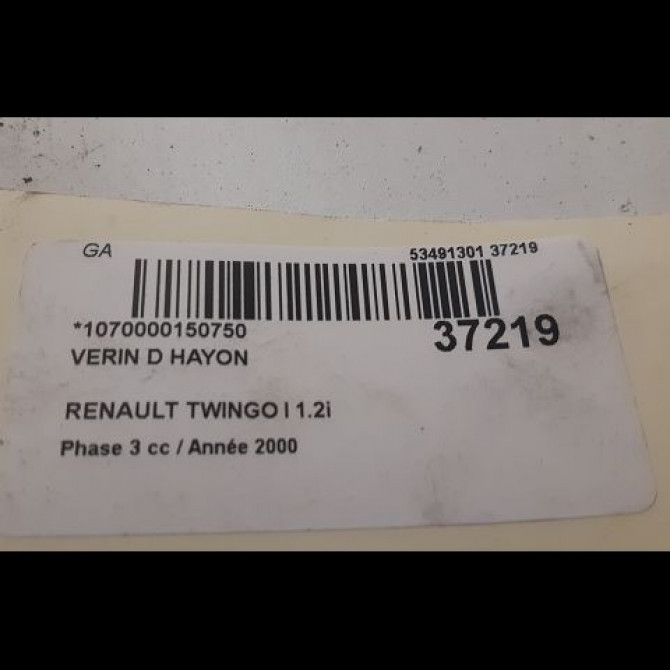 GA 53491301 37219
*1070000150750 37219
VERIN D HAYON
RENAULT TWINGO I 1.2i
Phase 3 cc / Année 2000